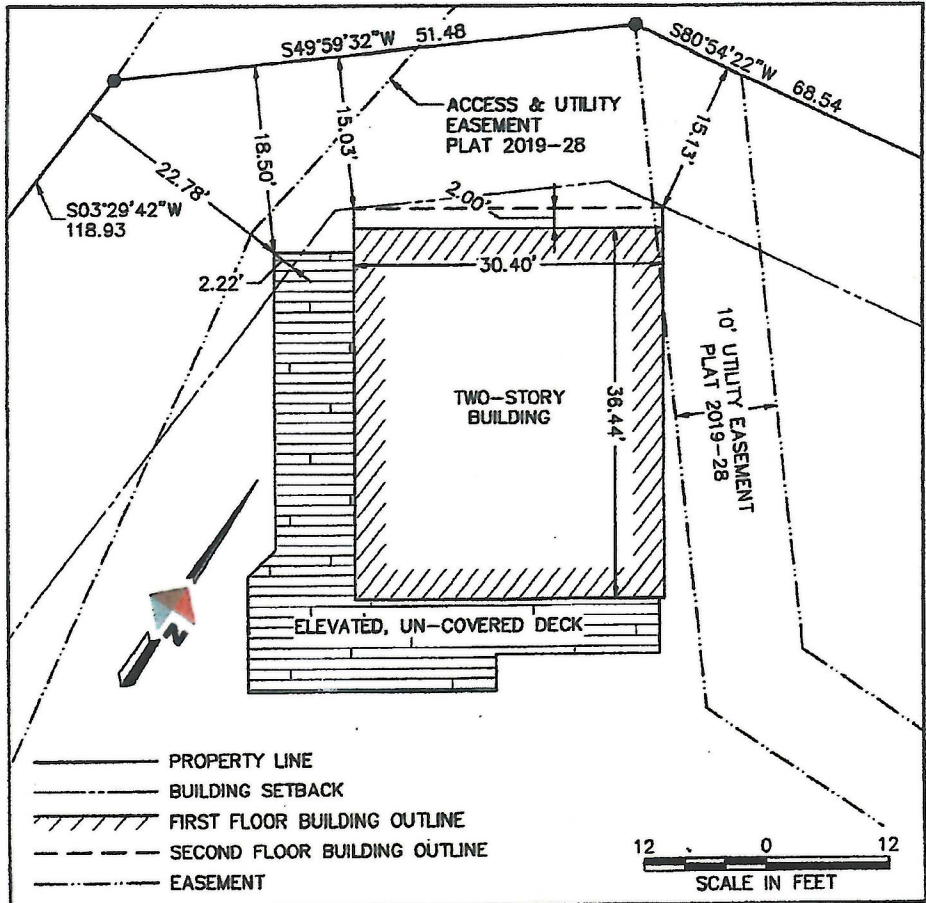 S49°59'32"W 51.48
S80°54'22"W 68.54
ACCESS & UTILITY
EASEMENT
PLAT 2019-28
15.03'
18.50'
15.13'
22.78'
S03°29'42"W
118.93
2.00'
2.22'
30.40'
10' UTILITY EASEMENT
PLAT 2019-28
TWO-STORY
BUILDING
36.44'
N
ELEVATED, UN-COVERED DECK
PROPERTY LINE
BUILDING SETBACK
FIRST FLOOR BUILDING OUTLINE
SECOND FLOOR BUILDING OUTLINE
EASEMENT
12 0 12
SCALE IN FEET